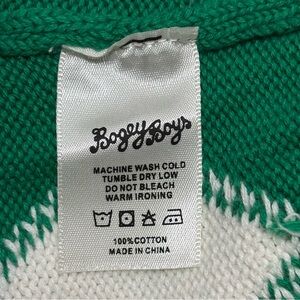 Bogey Boys
MACHINE WASH COLD
TUMBLE DRY LOW
DO NOT BLEACH
WARM IRONING
100%COTTON
MADE IN CHINA